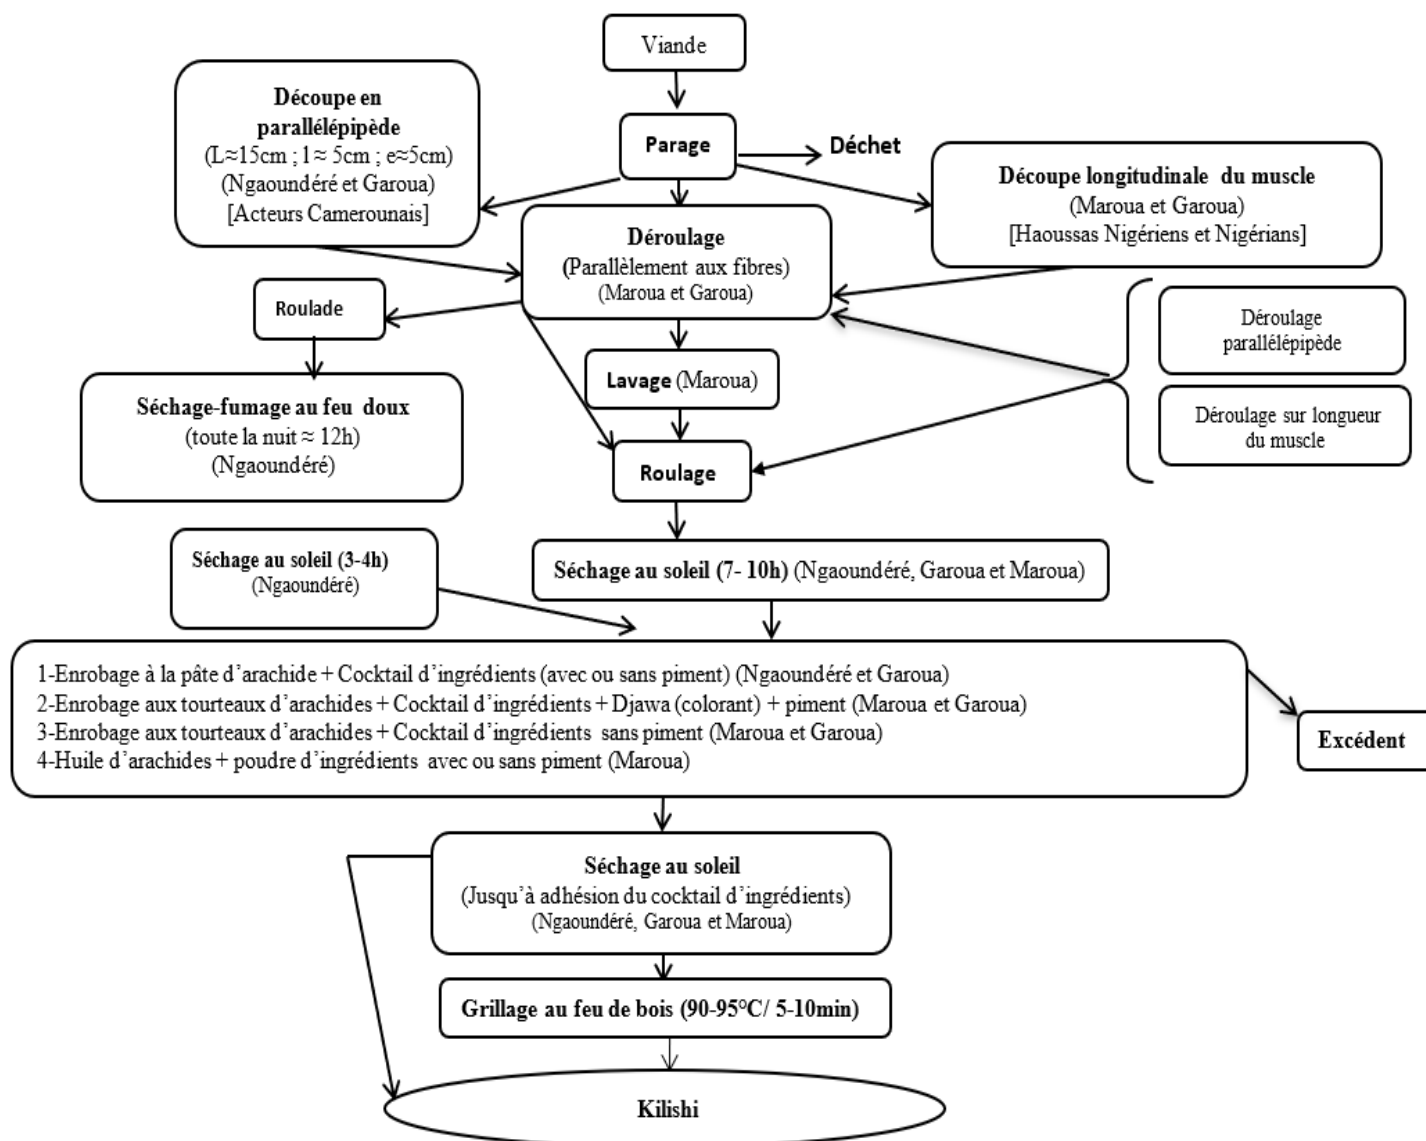 Viande
Découpe en
parallélépipède
(L≈15cm ; l ≈ 5cm ; e≈5cm)
(Ngaoundéré et Garoua)
[Acteurs Camerounais]
Parage
Déchet
Découpe longitudinale du muscle
(Maroua et Garoua)
[Haoussas Nigériens et Nigérians]
Déroulage
(Parallèlement aux fibres)
(Maroua et Garoua)
Roulade
Déroulage
parallélépipède
Lavage (Maroua)
Séchage-fumage au feu doux
(toute la nuit ≈ 12h)
(Ngaoundéré)
Déroulage sur longueur
du muscle
Roulage
Séchage au soleil (3-4h)
(Ngaoundéré)
Séchage au soleil (7- 10h) (Ngaoundéré, Garoua et Maroua)
1-Enrobage à la pâte d’arachide + Cocktail d’ingrédients (avec ou sans piment) (Ngaoundéré et Garoua)
2-Enrobage aux tourteaux d’arachides + Cocktail d’ingrédients + Djawa (colorant) + piment (Maroua et Garoua)
3-Enrobage aux tourteaux d’arachides + Cocktail d’ingrédients sans piment (Maroua et Garoua)
4-Huile d’arachides + poudre d’ingrédients avec ou sans piment (Maroua)
Excédent
Séchage au soleil
(Jusqu’à adhésion du cocktail d’ingrédients)
(Ngaoundéré, Garoua et Maroua)
Grillage au feu de bois (90-95°C/ 5-10min)
Kilishi